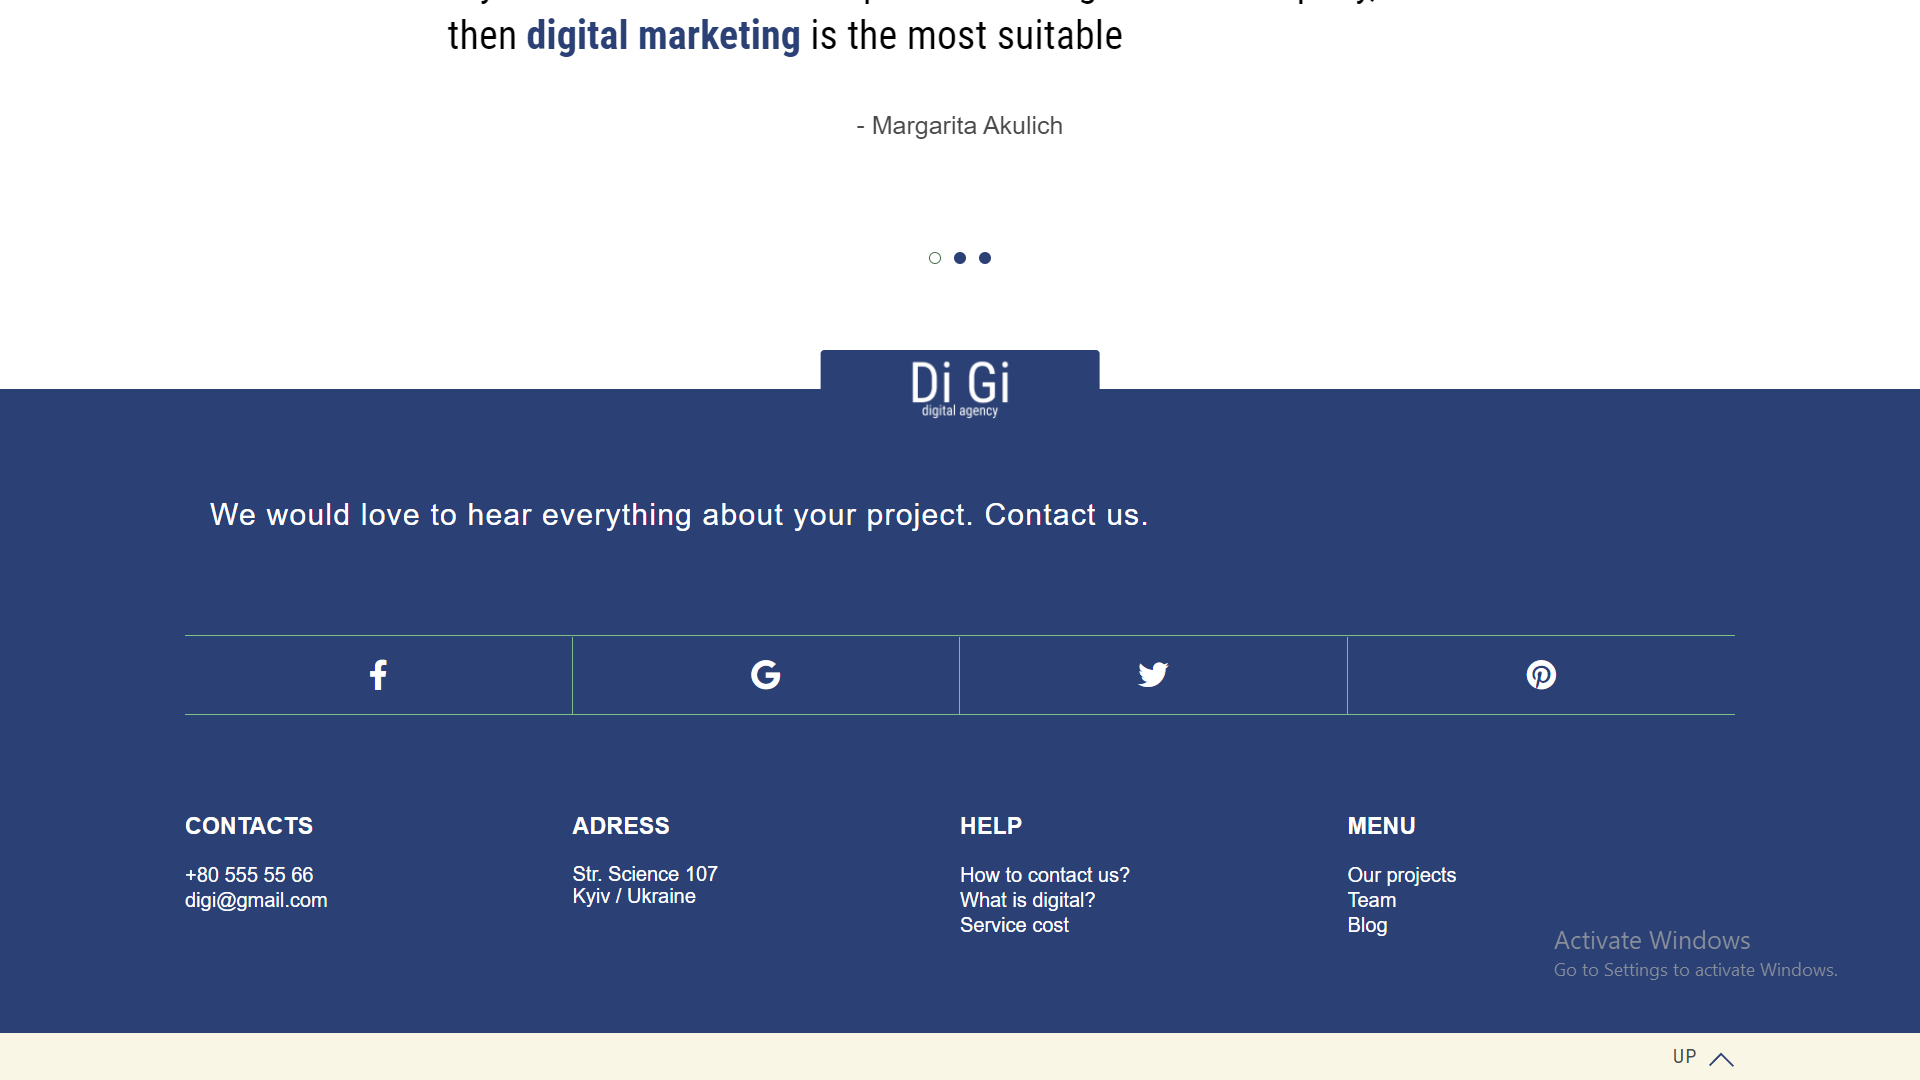 then digital marketing is the most suitable
- Margarita Akulich
Di Gi
digital agency
We would love to hear everything about your project. Contact us.
CONTACTS
+80 555 55 66
digi@gmail.com
ADRESS
Str. Science 107
Kyiv / Ukraine
HELP
How to contact us?
What is digital?
Service cost
MENU
Our projects
Team
Blog
Activate Windows
Go to Settings to activate Windows.
UP